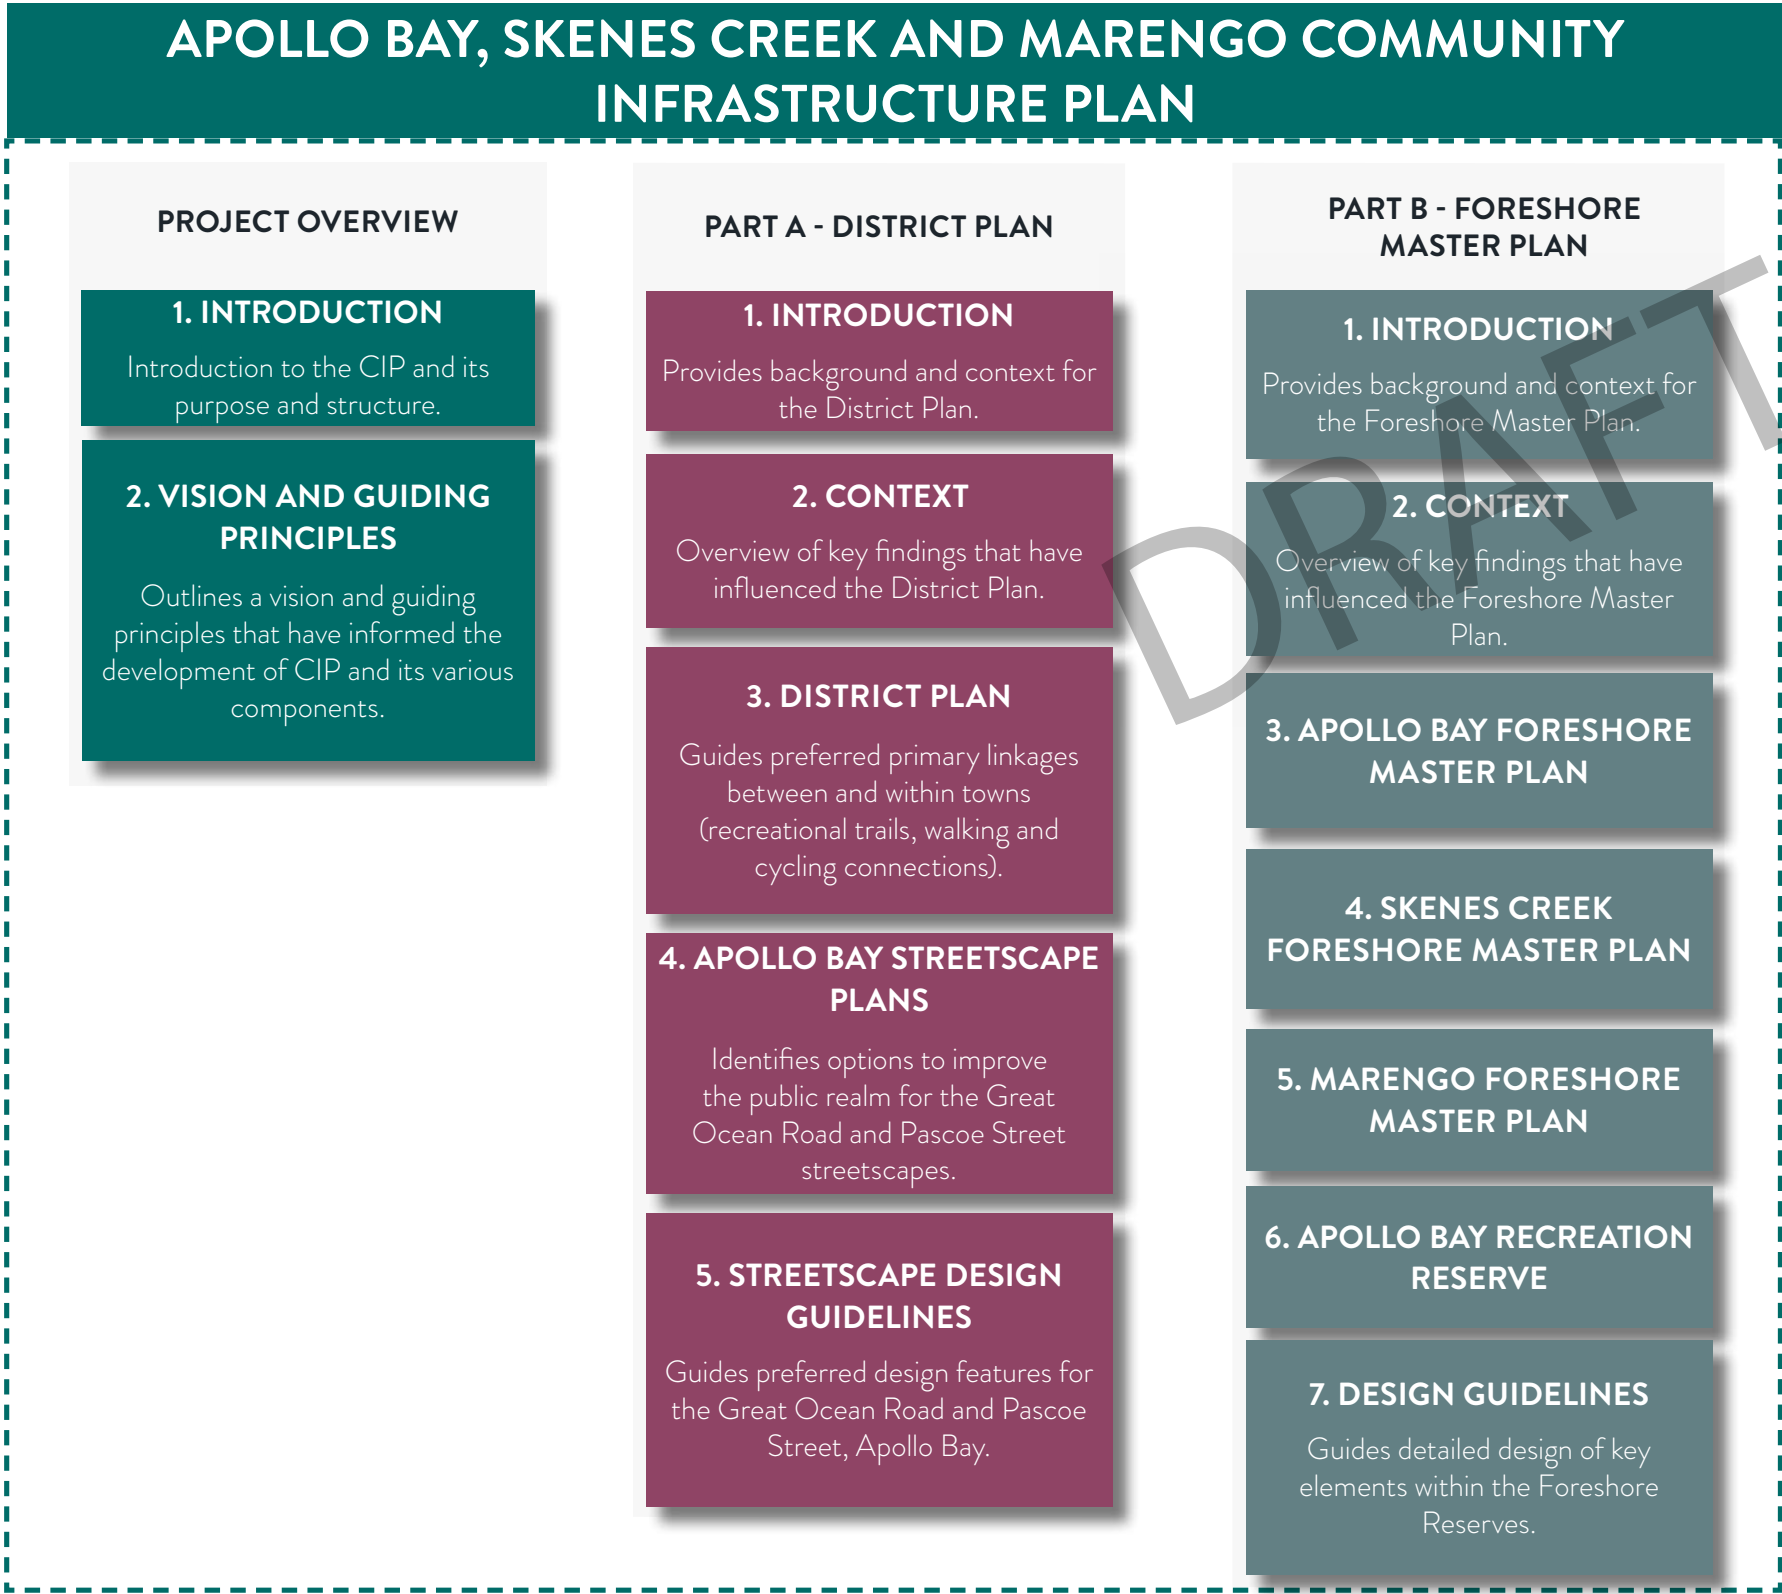 APOLLO BAY, SKENES CREEK AND MARENGO COMMUNITY
INFRASTRUCTURE PLAN
PROJECT OVERVIEW
1. INTRODUCTION
Introduction to the CIP and its
purpose and structure.
2. VISION AND GUIDING
PRINCIPLES
Outlines a vision and guiding
principles that have informed the
development of CIP and its various
components.
PART A - DISTRICT PLAN
1. INTRODUCTION
Provides background and context for
the District Plan.
2. CONTEXT
Overview of key findings that have
influenced the District Plan.
3. DISTRICT PLAN
Guides preferred primary linkages
between and within towns
(recreational trails, walking and
cycling connections).
4. APOLLO BAY STREETSCAPE
PLANS
Identifies options to improve
the public realm for the Great
Ocean Road and Pascoe Street
streetscapes.
5. STREETSCAPE DESIGN
GUIDELINES
Guides preferred design features for
the Great Ocean Road and Pascoe
Street, Apollo Bay.
PART B - FORESHORE
MASTER PLAN
1. INTRODUCTION
Provides background and context for
the Foreshore Master Plan.
2. CONTEXT
Overview of key findings that have
influenced the Foreshore Master
Plan.
3. APOLLO BAY FORESHORE
MASTER PLAN
4. SKENES CREEK
FORESHORE MASTER PLAN
5. MARENGO FORESHORE
MASTER PLAN
6. APOLLO BAY RECREATION
RESERVE
7. DESIGN GUIDELINES
Guides detailed design of key
elements within the Foreshore
Reserves.
DRAFT